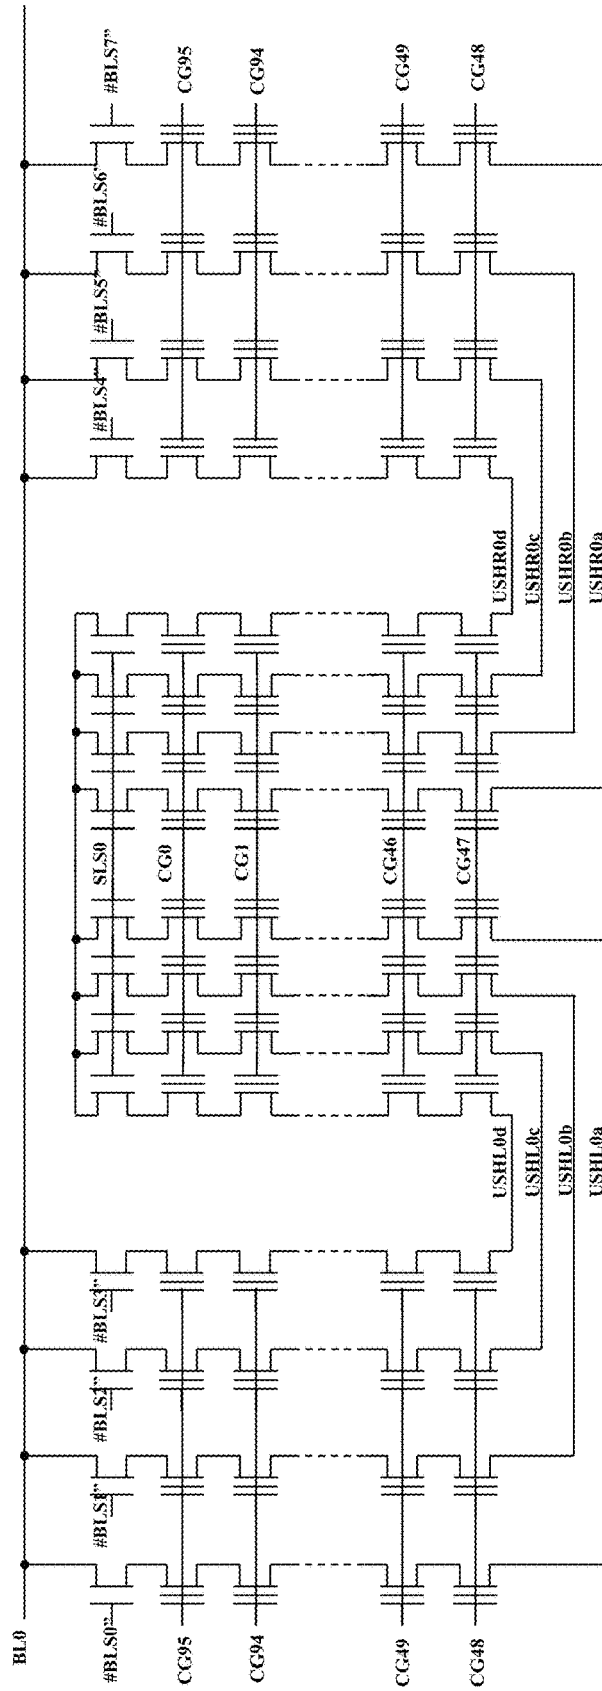 BL0
#BLS0”
#BLS1”
#BLS2”
#BLS3”
SLS0
#BLS4”
#BLS5”
#BLS6”
#BLS7”
CG95
CG0
CG95
CG94
CG1
CG94
CG49
CG46
CG49
CG48
CG47
CG48
USHL0d
USHR0d
USHL0c
USHR0c
USHL0b
USHR0b
USHL0a
USHR0a